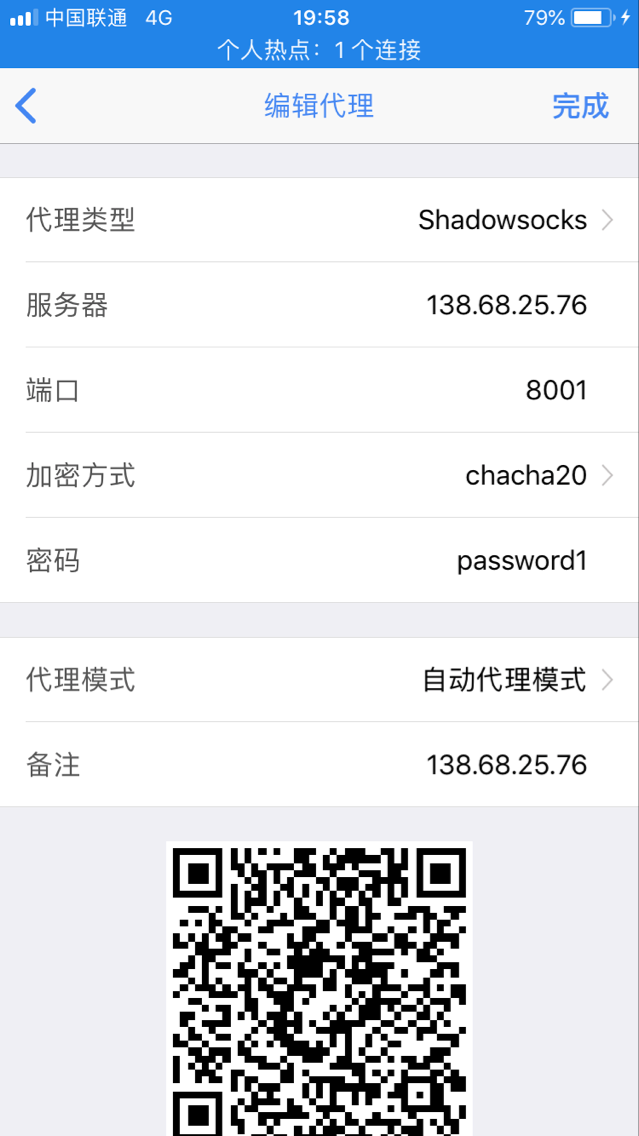 中国联通 4G 19:58 79%
个人热点：1 个连接
编辑代理 完成
代理类型 Shadowsocks
服务器 138.68.25.76
端口 8001
加密方式 chacha20
密码 password1
代理模式 自动代理模式
备注 138.68.25.76